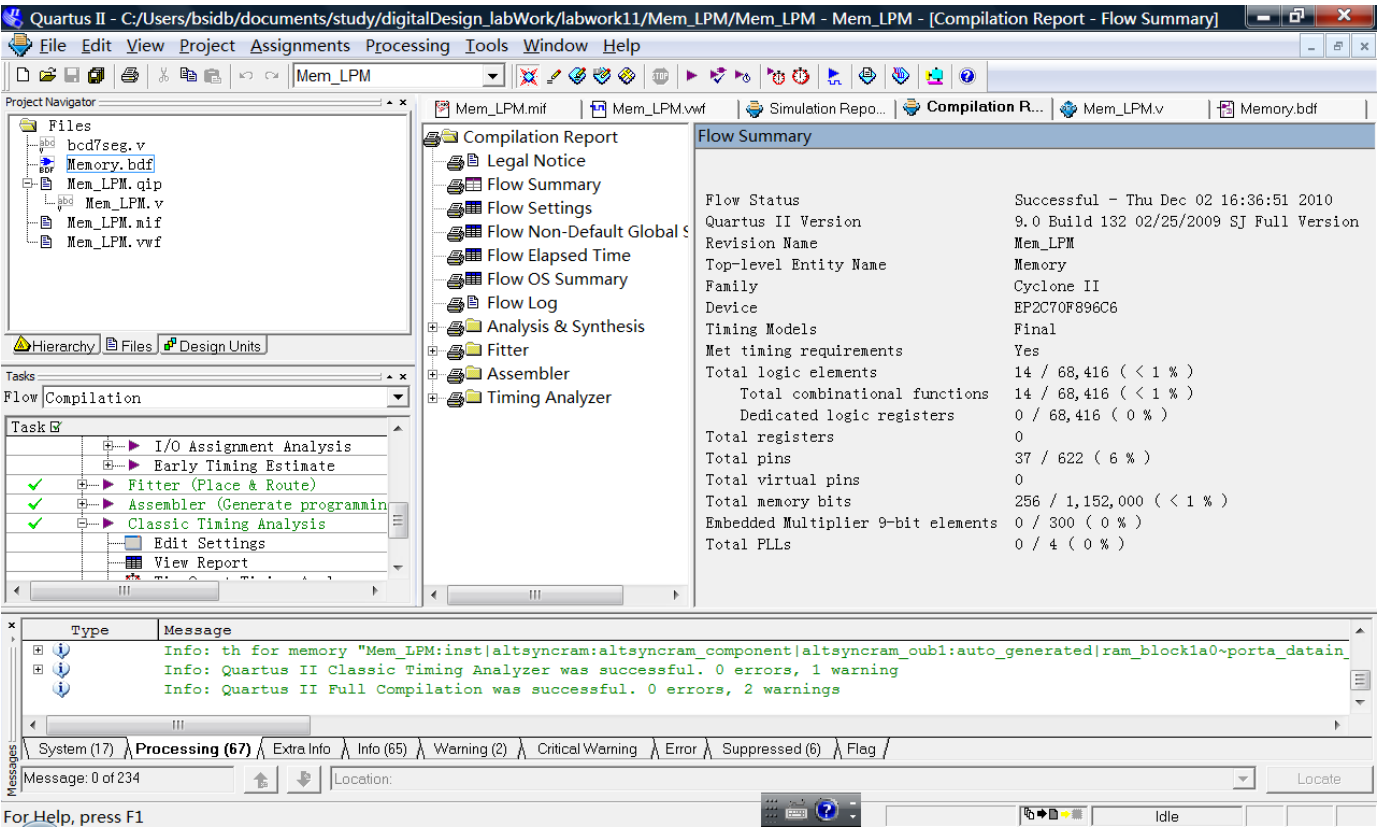 Quartus II - C:/Users/bsidb/documents/study/digitalDesign_labWork/labwork11/Mem_LPM/Mem_LPM - Mem_LPM - [Compilation Report - Flow Summary]
File Edit View Project Assignments Processing Tools Window Help
Mem_LPM
Project Navigator
Files
bcd7seg.v
Memory.bdf
Mem_LPM.qip
Mem_LPM.v
Mem_LPM.mif
Mem_LPM.vwf
Hierarchy Files Design Units
Tasks
Flow Compilation
Task
I/O Assignment Analysis
Early Timing Estimate
Fitter (Place & Route)
Assembler (Generate programmin
Classic Timing Analysis
Edit Settings
View Report
Mem_LPM.mif Mem_LPM.vwf Simulation Repo... Compilation R... Mem_LPM.v Memory.bdf
Compilation Report
Legal Notice
Flow Summary
Flow Settings
Flow Non-Default Global S
Flow Elapsed Time
Flow OS Summary
Flow Log
Analysis & Synthesis
Fitter
Assembler
Timing Analyzer
Flow Summary
Flow Status Successful - Thu Dec 02 16:36:51 2010
Quartus II Version 9.0 Build 132 02/25/2009 SJ Full Version
Revision Name Mem_LPM
Top-level Entity Name Memory
Family Cyclone II
Device EP2C70F896C6
Timing Models Final
Met timing requirements Yes
Total logic elements 14 / 68,416 ( < 1 % )
Total combinational functions 14 / 68,416 ( < 1 % )
Dedicated logic registers 0 / 68,416 ( 0 % )
Total registers 0
Total pins 37 / 622 ( 6 % )
Total virtual pins 0
Total memory bits 256 / 1,152,000 ( < 1 % )
Embedded Multiplier 9-bit elements 0 / 300 ( 0 % )
Total PLLs 0 / 4 ( 0 % )
Type Message
Info: th for memory "Mem_LPM:inst|altsyncram:altsyncram_component|altsyncram_oub1:auto_generated|ram_block1a0~porta_datain_
Info: Quartus II Classic Timing Analyzer was successful. 0 errors, 1 warning
Info: Quartus II Full Compilation was successful. 0 errors, 2 warnings
System (17) Processing (67) Extra Info Info (65) Warning (2) Critical Warning Error Suppressed (6) Flag
Messages
Message: 0 of 234 Location: Locate
For Help, press F1 Idle